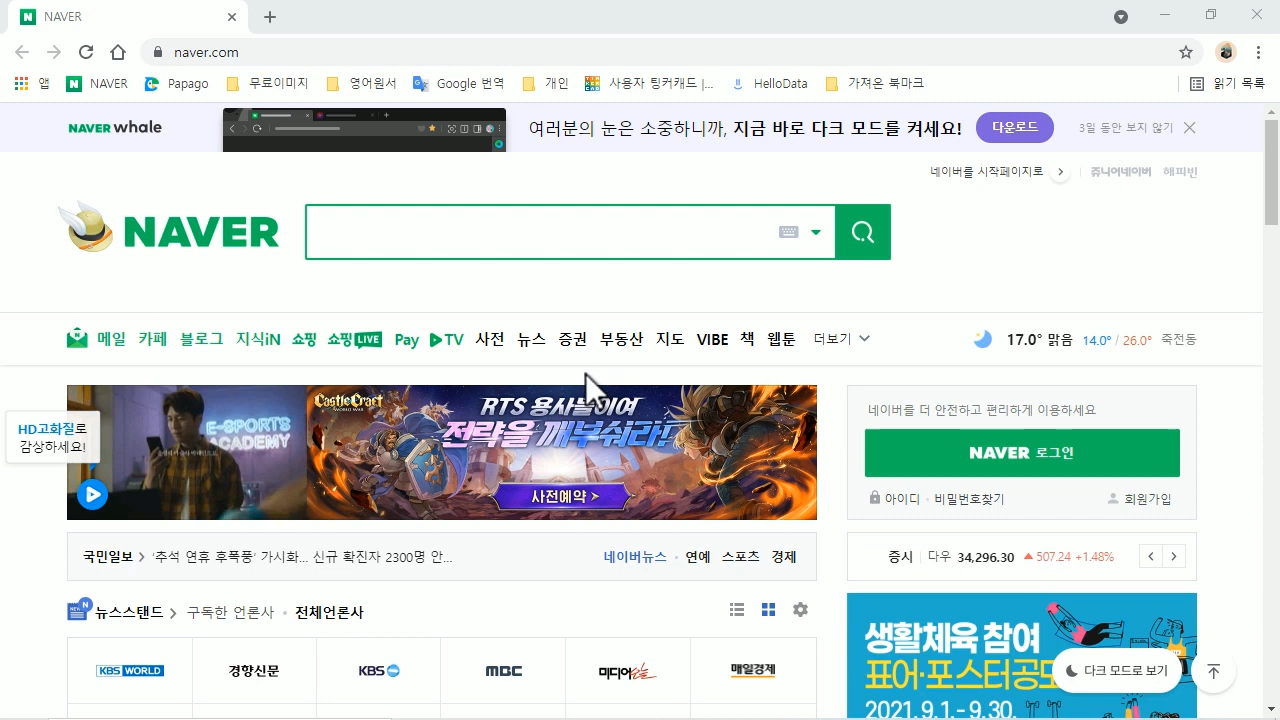 NAVER
naver.com
앱 NAVER Papago 무료이미지 영어원서 Google 번역 개인 사용자 팅커캐드 |... HelloData 가져온 북마크 읽기 목록
NAVER whale 여러분의 눈은 소중하니까, 지금 바로 다크 모드를 켜세요! 다운로드 3일 동안 보지 않기
네이버를 시작페이지로 쥬니어네이버 해피빈
NAVER
메일 카페 블로그 지식iN 쇼핑 쇼핑LIVE Pay TV 사전 뉴스 증권 부동산 지도 VIBE 책 웹툰 더보기 17.0° 맑음 14.0° / 26.0° 죽전동
HD고화질로
감상하세요!
E-SPORTS
ACADEMY
CastleCraft
WORLD WAR
RTS 용사들이여
전략을 깨부숴라!
사전예약 >
네이버를 더 안전하고 편리하게 이용하세요
NAVER 로그인
아이디 · 비밀번호찾기 회원가입
국민일보 > '추석 연휴 후폭풍' 가시화... 신규 확진자 2300명 안... 네이버뉴스 · 연예 스포츠 경제
증시 다우 34,296.30 ▲ 507.24 +1.48%
뉴스스탠드 > 구독한 언론사 · 전체언론사
KBS WORLD 경향신문 KBS MBC 미디어오늘 매일경제
생활체육 참여
표어·포스터공모
2021.9.1.-9.30.
다크 모드로 보기